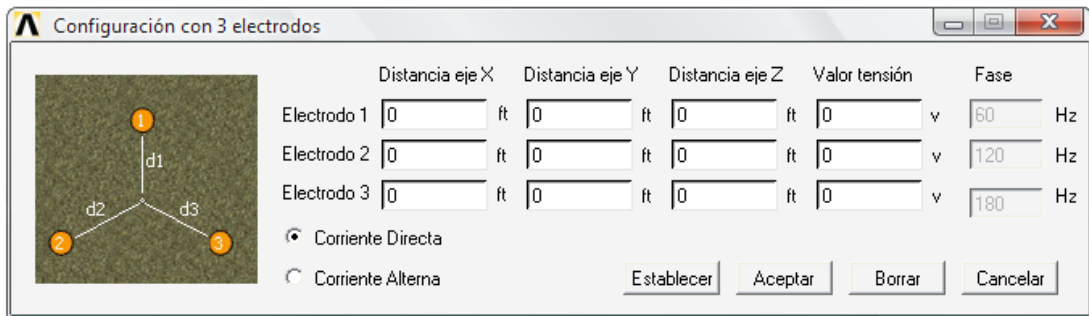 Configuración con 3 electrodos
Distancia eje X Distancia eje Y Distancia eje Z Valor tensión Fase
1
d1
d2 d3
2 3
Electrodo 1 0 ft 0 ft 0 ft 0 v 60 Hz
Electrodo 2 0 ft 0 ft 0 ft 0 v 120 Hz
Electrodo 3 0 ft 0 ft 0 ft 0 v 180 Hz
Corriente Directa
Corriente Alterna
Establecer Aceptar Borrar Cancelar